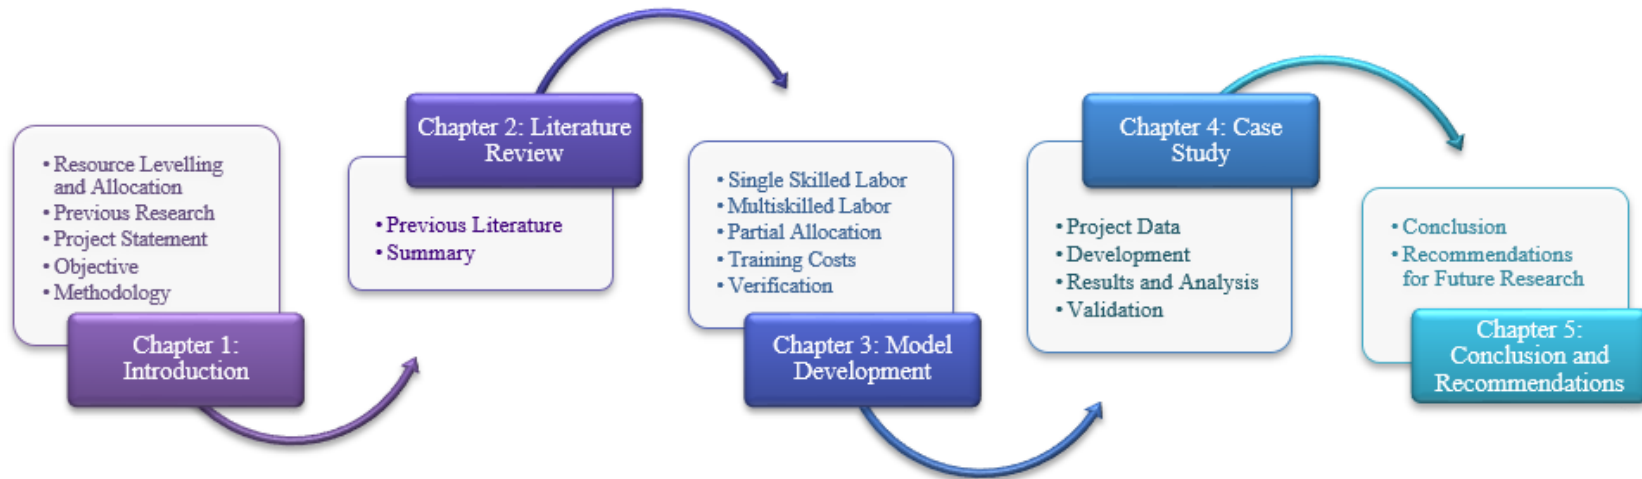 • Resource Levelling
and Allocation
• Previous Research
• Project Statement
• Objective
• Methodology
Chapter 1:
Introduction
Chapter 2: Literature
Review
• Previous Literature
• Summary
• Single Skilled Labor
• Multiskilled Labor
• Partial Allocation
• Training Costs
• Verification
Chapter 3: Model
Development
Chapter 4: Case
Study
• Project Data
• Development
• Results and Analysis
• Validation
• Conclusion
• Recommendations
for Future Research
Chapter 5:
Conclusion and
Recommendations